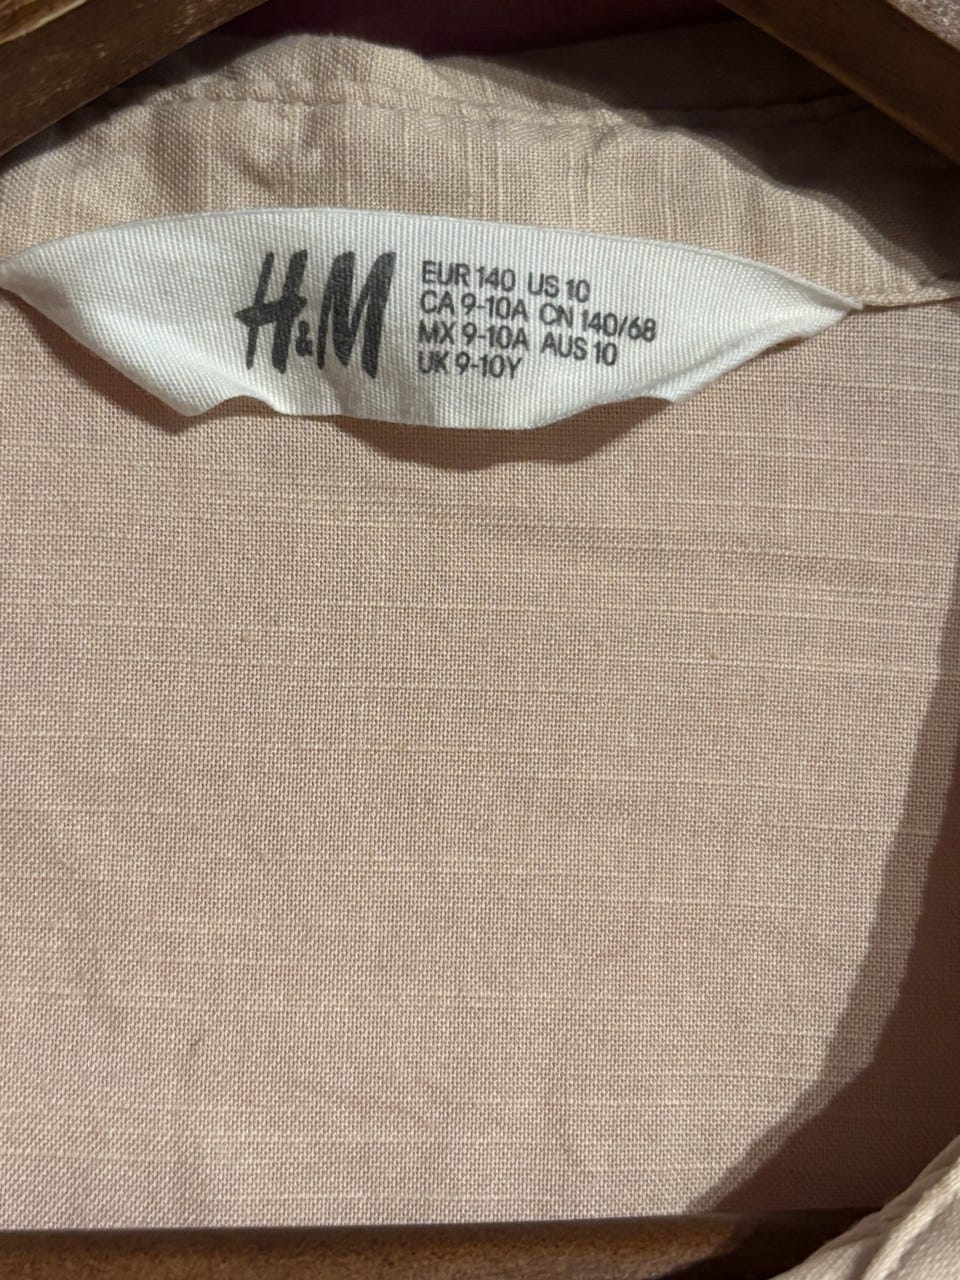 H&M
EUR 140 US 10
CA 9-10A CN 140/68
MX 9-10A AUS 10
UK 9-10Y